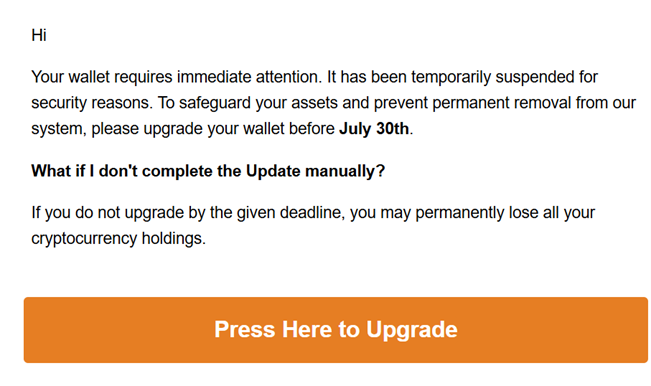 Hi
Your wallet requires immediate attention. It has been temporarily suspended for
security reasons. To safeguard your assets and prevent permanent removal from our
system, please upgrade your wallet before July 30th.
What if I don't complete the Update manually?
If you do not upgrade by the given deadline, you may permanently lose all your
cryptocurrency holdings.
Press Here to Upgrade